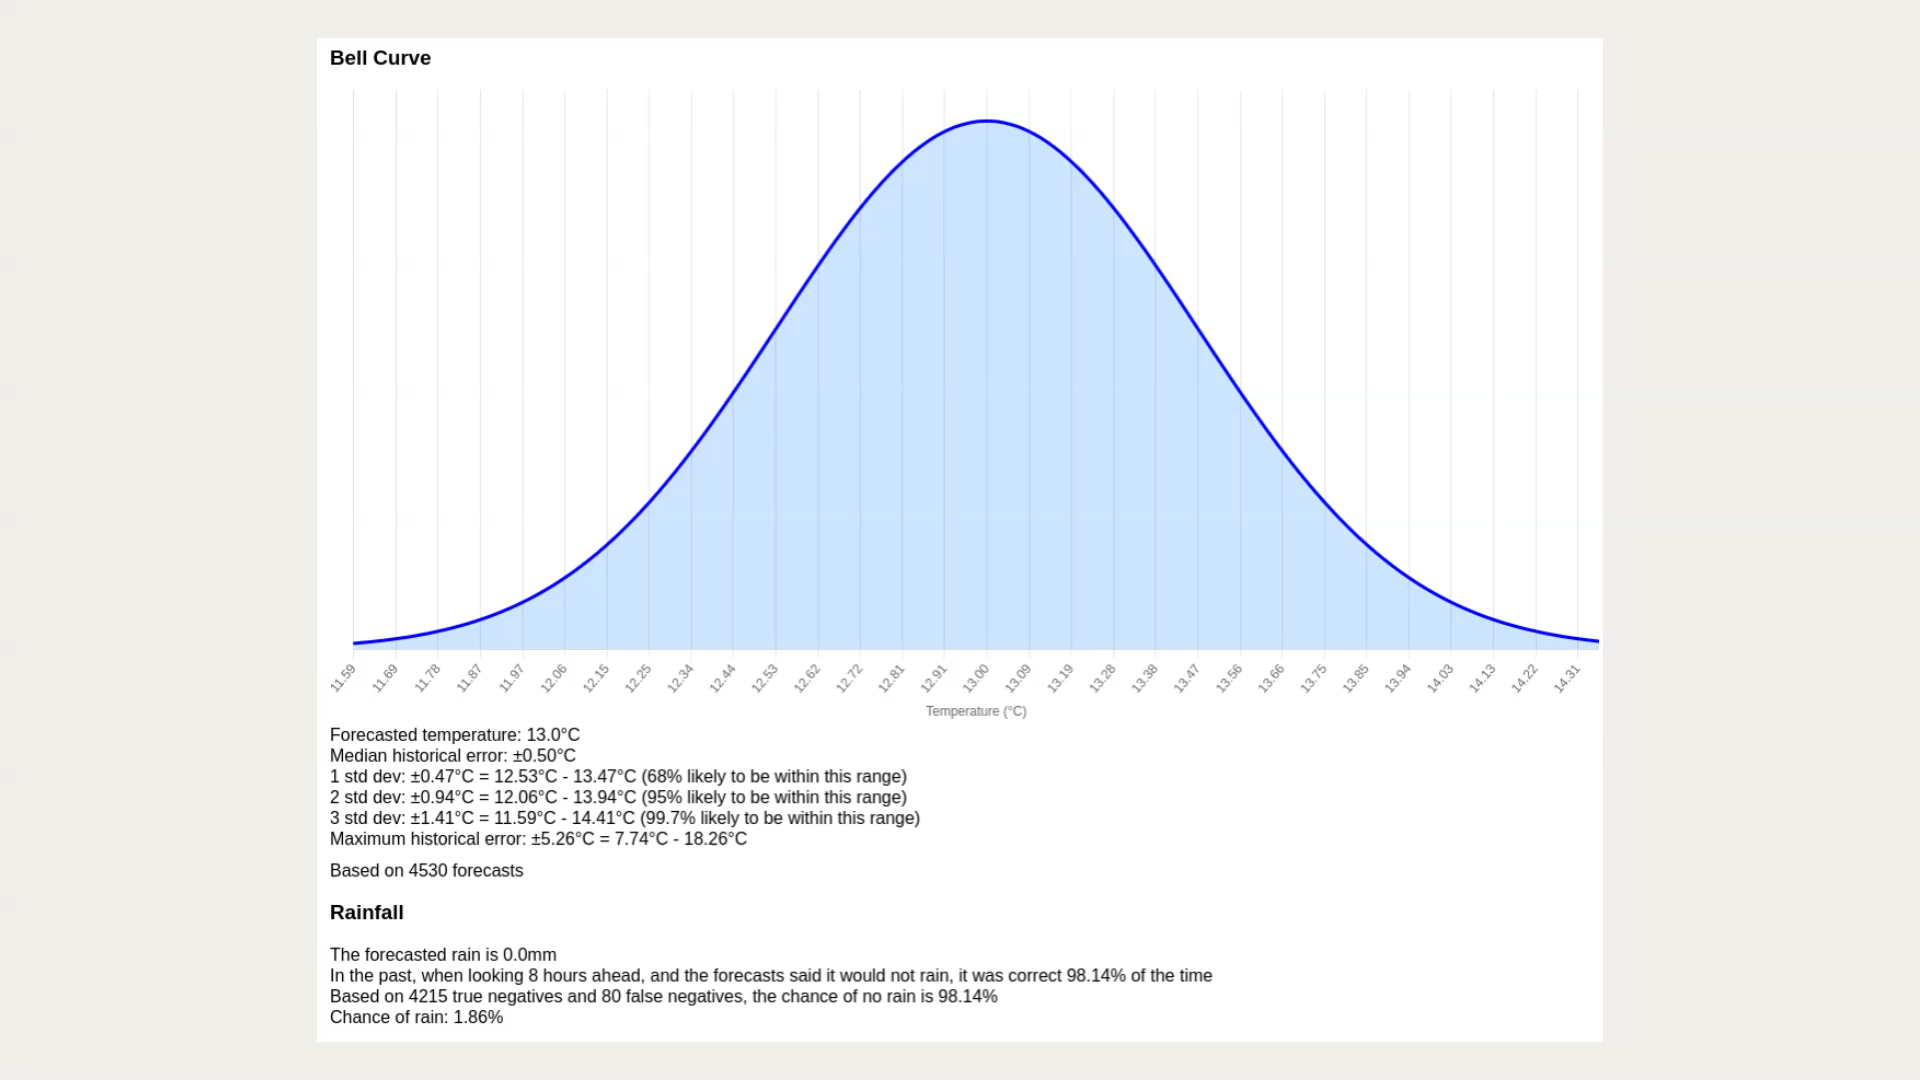 Bell Curve
11.59 11.69 11.78 11.87 11.97 12.06 12.15 12.25 12.34 12.44 12.53 12.62 12.72 12.81 12.91 13.00 13.09 13.19 13.28 13.38 13.47 13.56 13.66 13.75 13.85 13.94 14.03 14.13 14.22 14.31
Temperature (°C)
Forecasted temperature: 13.0°C
Median historical error: ±0.50°C
1 std dev: ±0.47°C = 12.53°C - 13.47°C (68% likely to be within this range)
2 std dev: ±0.94°C = 12.06°C - 13.94°C (95% likely to be within this range)
3 std dev: ±1.41°C = 11.59°C - 14.41°C (99.7% likely to be within this range)
Maximum historical error: ±5.26°C = 7.74°C - 18.26°C
Based on 4530 forecasts
Rainfall
The forecasted rain is 0.0mm
In the past, when looking 8 hours ahead, and the forecasts said it would not rain, it was correct 98.14% of the time
Based on 4215 true negatives and 80 false negatives, the chance of no rain is 98.14%
Chance of rain: 1.86%